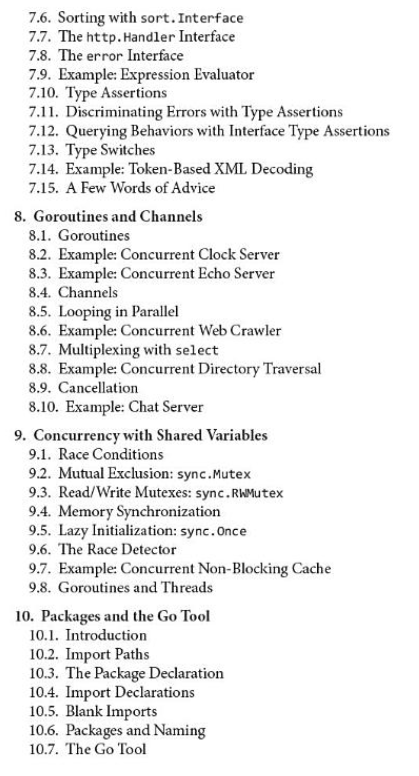 7.6. Sorting with sort.Interface
7.7. The http.Handler Interface
7.8. The error Interface
7.9. Example: Expression Evaluator
7.10. Type Assertions
7.11. Discriminating Errors with Type Assertions
7.12. Querying Behaviors with Interface Type Assertions
7.13. Type Switches
7.14. Example: Token-Based XML Decoding
7.15. A Few Words of Advice
8. Goroutines and Channels
8.1. Goroutines
8.2. Example: Concurrent Clock Server
8.3. Example: Concurrent Echo Server
8.4. Channels
8.5. Looping in Parallel
8.6. Example: Concurrent Web Crawler
8.7. Multiplexing with select
8.8. Example: Concurrent Directory Traversal
8.9. Cancellation
8.10. Example: Chat Server
9. Concurrency with Shared Variables
9.1. Race Conditions
9.2. Mutual Exclusion: sync.Mutex
9.3. Read/Write Mutexes: sync.RWMutex
9.4. Memory Synchronization
9.5. Lazy Initialization: sync.Once
9.6. The Race Detector
9.7. Example: Concurrent Non-Blocking Cache
9.8. Goroutines and Threads
10. Packages and the Go Tool
10.1. Introduction
10.2. Import Paths
10.3. The Package Declaration
10.4. Import Declarations
10.5. Blank Imports
10.6. Packages and Naming
10.7. The Go Tool